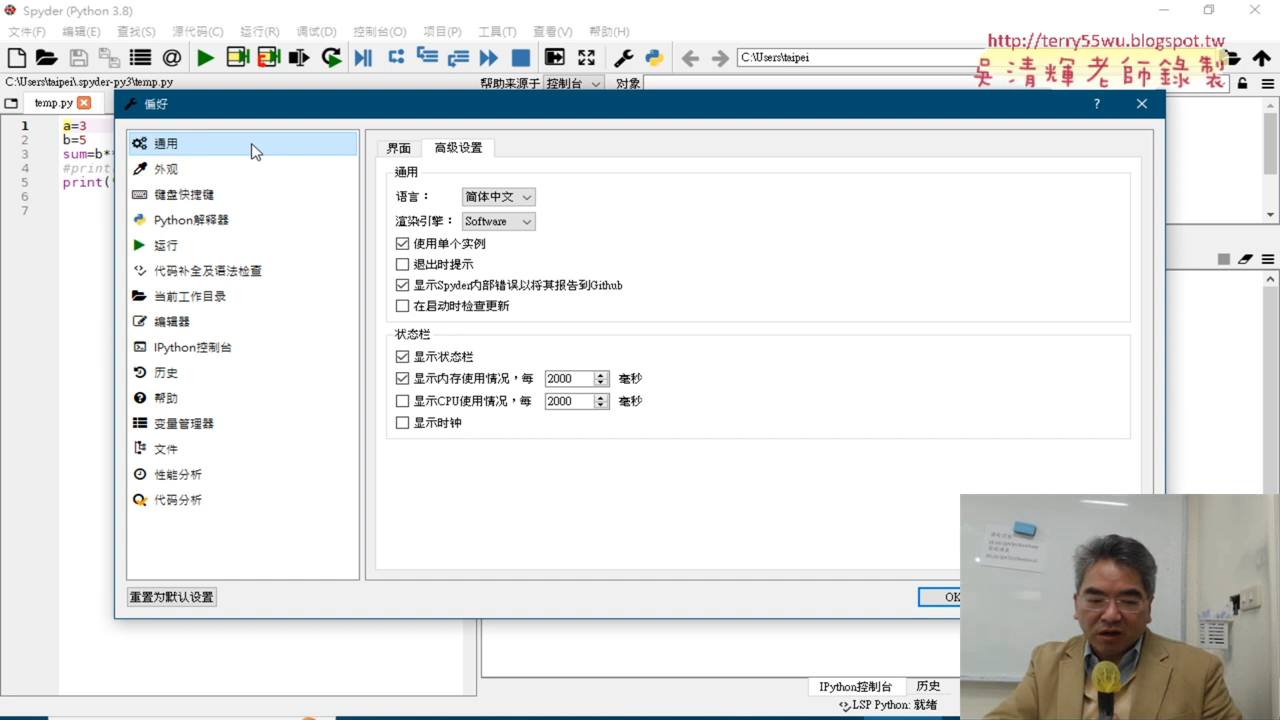 Spyder (Python 3.8)
文件(F) 编辑(E) 查找(S) 源代码(C) 运行(R) 调试(D) 控制台(O) 项目(P) 工具(T) 查看(V) 帮助(H)
http://terry55wu.blogspot.tw
吳清輝老師錄製
C:\Users\taipei
C:\Users\taipei\.spyder-py3\temp.py
帮助来源于 控制台 对象
temp.py
1 a=3
2 b=5
3 sum=b**
4 #print
5 print("
6
7
偏好
通用
外观
键盘快捷键
Python解释器
运行
代码补全及语法检查
当前工作目录
编辑器
IPython控制台
历史
帮助
变量管理器
文件
性能分析
代码分析
重置为默认设置
界面 高级设置
通用
语言： 简体中文
渲染引擎： Software
使用单个实例
退出时提示
显示Spyder内部错误以将其报告到Github
在启动时检查更新
状态栏
显示状态栏
显示内存使用情况，每 2000 毫秒
显示CPU使用情况，每 2000 毫秒
显示时钟
OK
IPython控制台 历史
LSP Python: 就绪